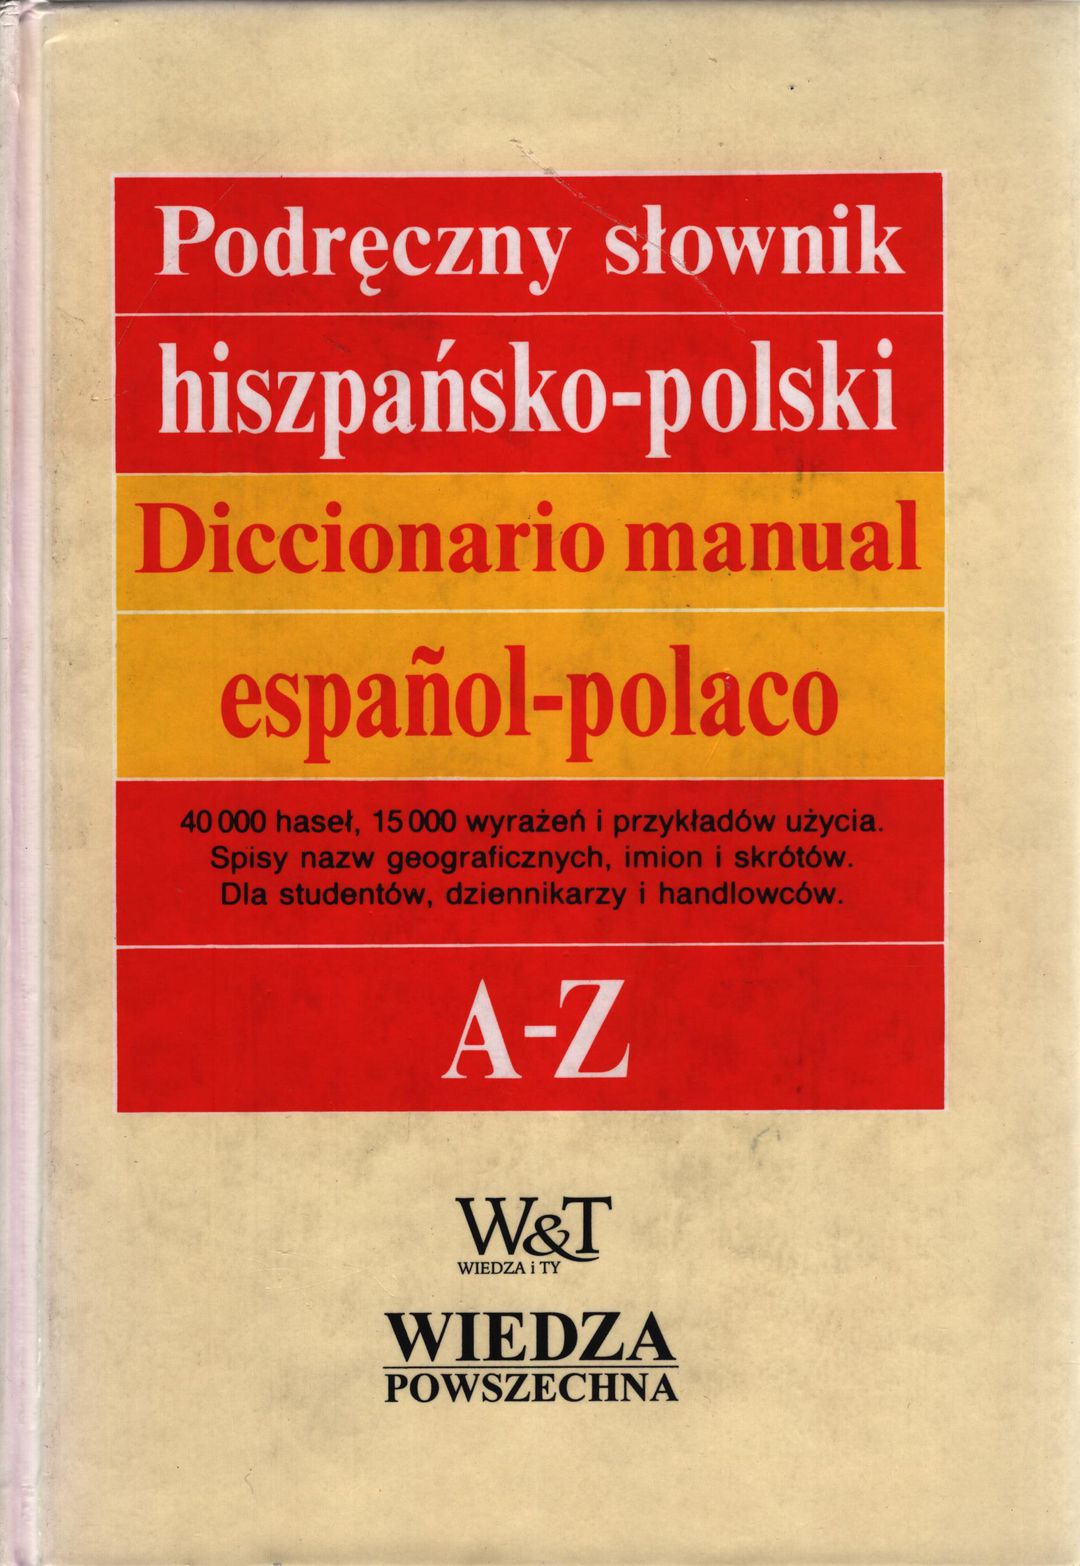 Podręczny słownik
hiszpańsko-polski
Diccionario manual
español-polaco
40 000 haseł, 15 000 wyrażeń i przykładów użycia.
Spisy nazw geograficznych, imion i skrótów.
Dla studentów, dziennikarzy i handlowców.
A-Z
W&T
WIEDZA i TY
WIEDZA
POWSZECHNA